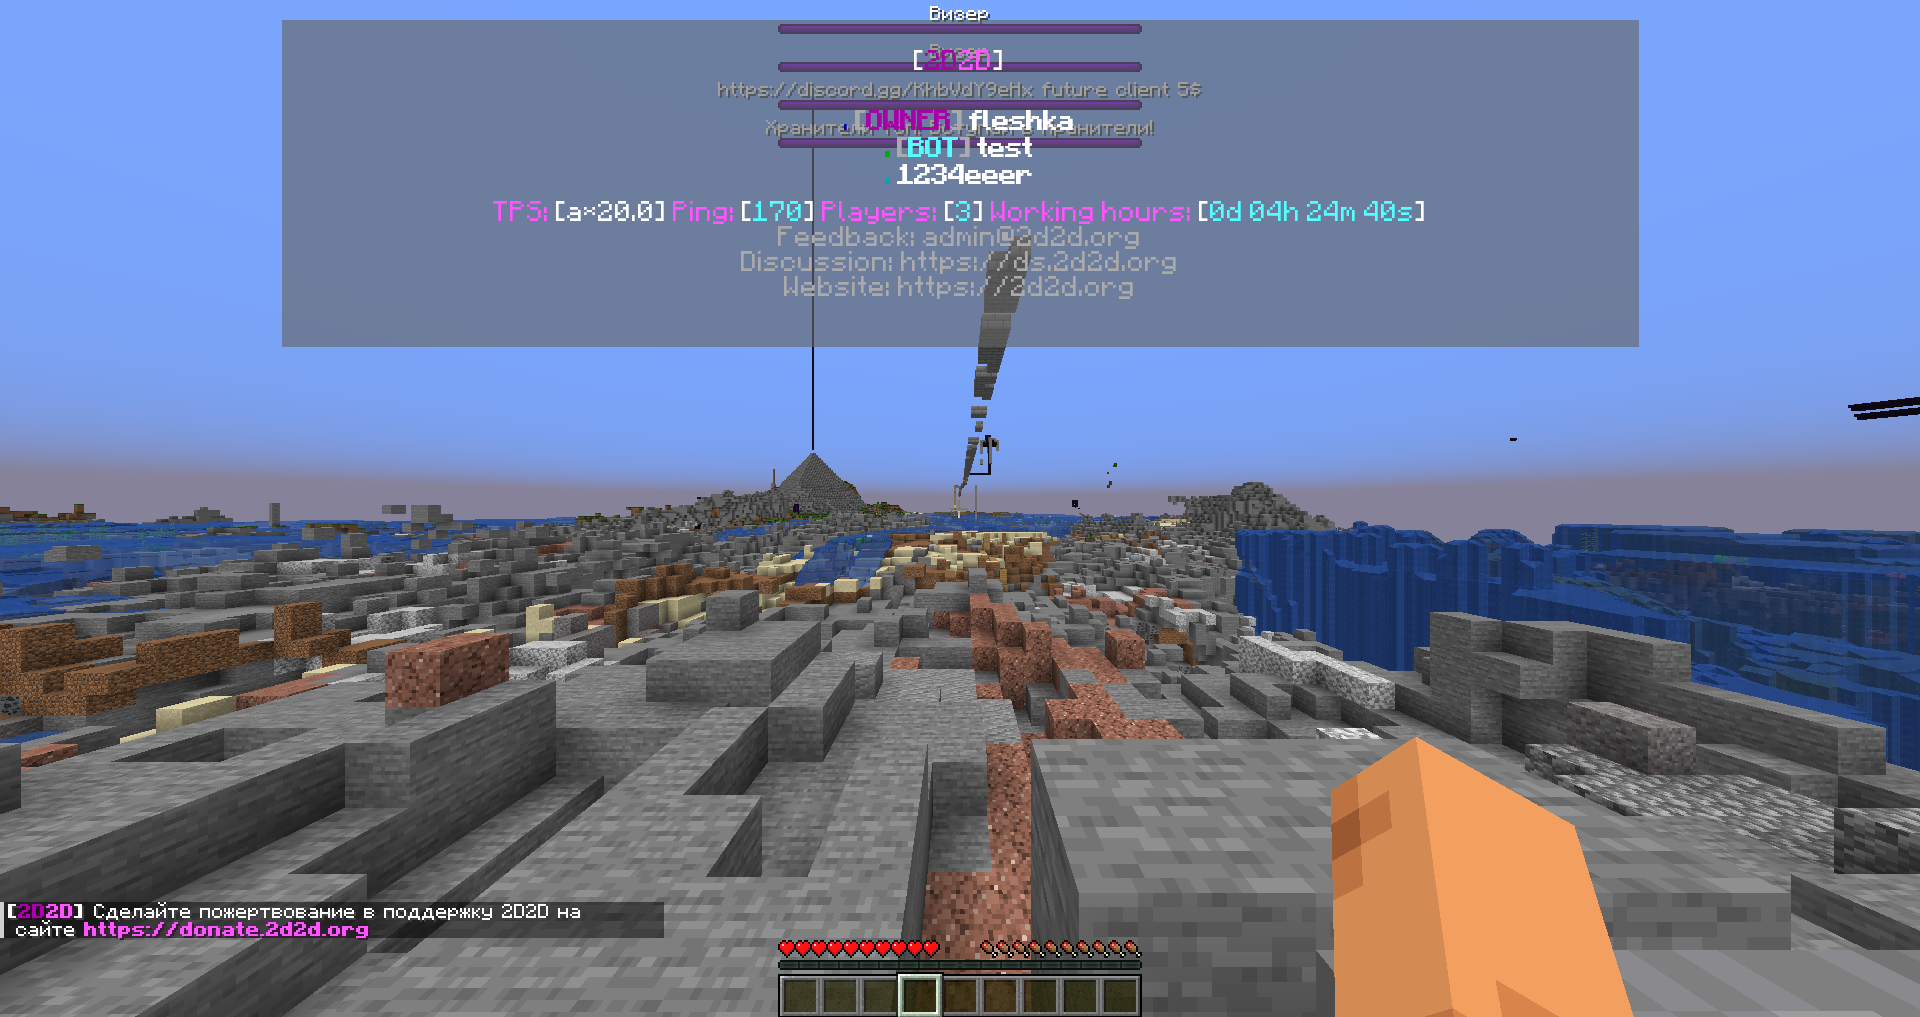 Визер
[2D2D]
https://discord.gg/KhbVdY9eHx future client 5$
[OWNER] fleshka
Хранители
Хранители!
[BOT] test
1234eeer
TPS: [a×20.0] Ping: [170] Players: [3] Working hours: [0d 04h 24m 40s]
Feedback: admin@2d2d.org
Discussion: https://ds.2d2d.org
Website: https://2d2d.org
[2D2D] Сделайте пожертвование в поддержку 2D2D на
сайте https://donate.2d2d.org